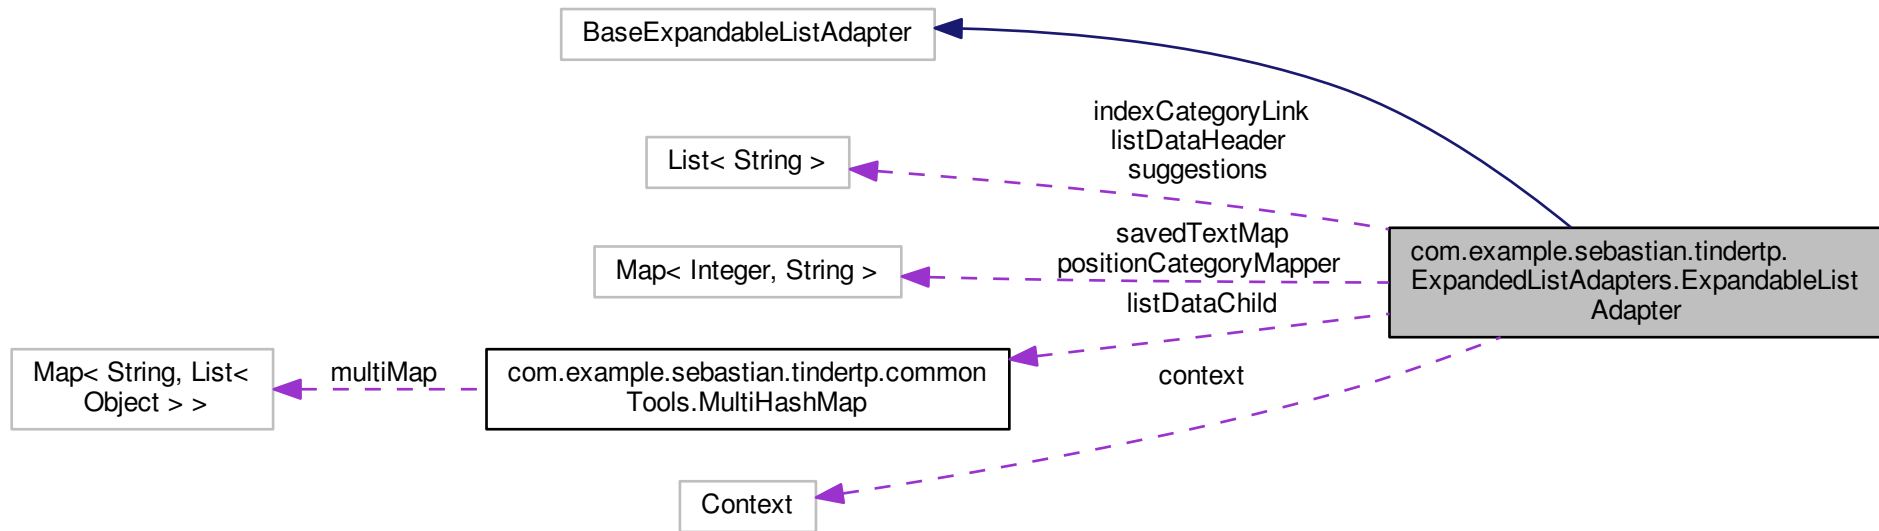 BaseExpandableListAdapter
indexCategoryLink
listDataHeader
suggestions
List< String >
savedTextMap
positionCategoryMapper
Map< Integer, String >
com.example.sebastian.tindertp.
ExpandedListAdapters.ExpandableList
Adapter
listDataChild
Map< String, List<
Object > >
multiMap
com.example.sebastian.tindertp.common
Tools.MultiHashMap
context
Context